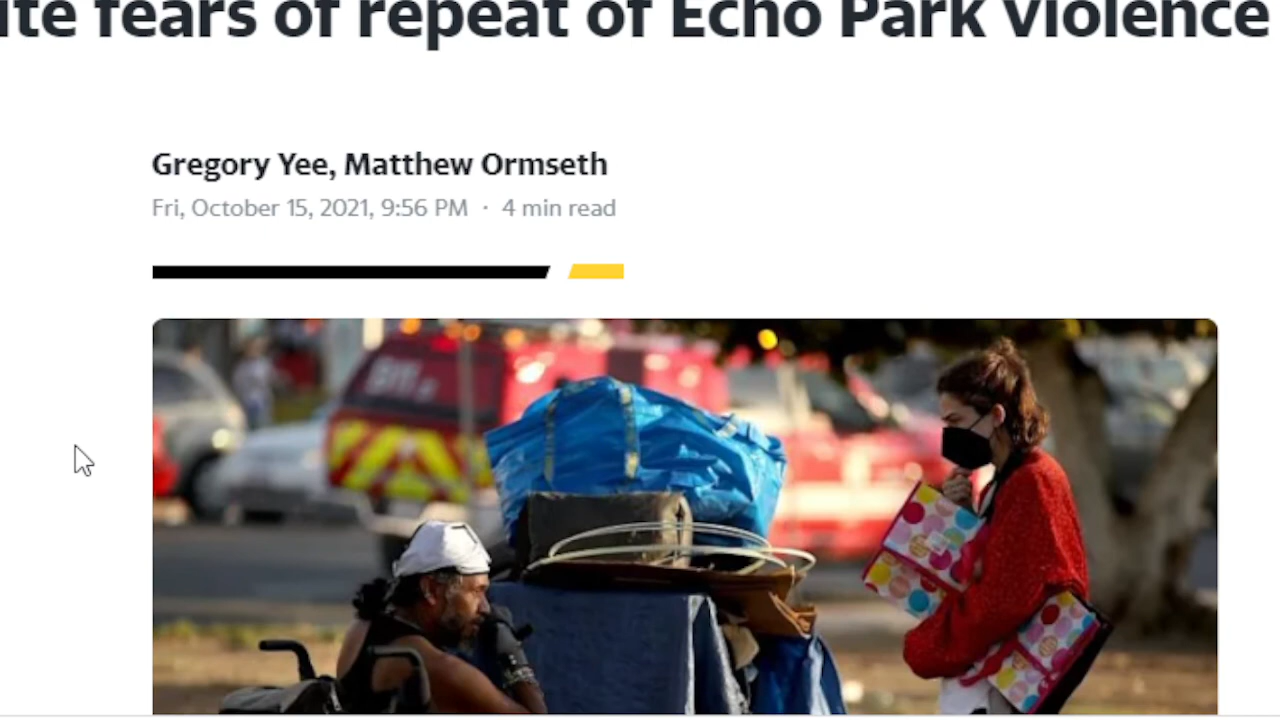 ite fears of repeat of Echo Park violence
Gregory Yee, Matthew Ormseth
Fri, October 15, 2021, 9:56 PM · 4 min read